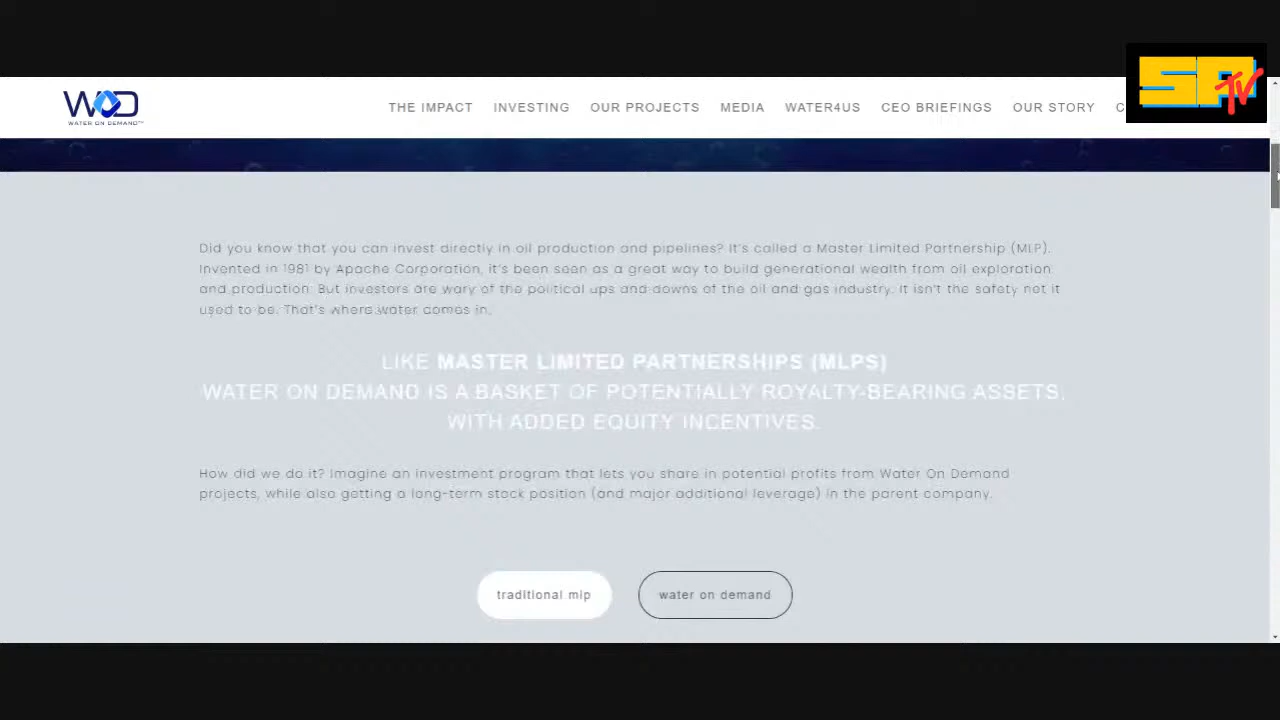 SP TV
WOD
WATER ON DEMAND™
THE IMPACT INVESTING OUR PROJECTS MEDIA WATER4US CEO BRIEFINGS OUR STORY C
Did you know that you can invest directly in oil production and pipelines? It's called a Master Limited Partnership (MLP).
Invented in 1981 by Apache Corporation, it's been seen as a great way to build generational wealth from oil exploration
and production. But investors are wary of the political ups and downs of the oil and gas industry. It isn't the safety net it
used to be. That's where water comes in.
LIKE MASTER LIMITED PARTNERSHIPS (MLPS)
WATER ON DEMAND IS A BASKET OF POTENTIALLY ROYALTY-BEARING ASSETS,
WITH ADDED EQUITY INCENTIVES.
How did we do it? Imagine an investment program that lets you share in potential profits from Water On Demand
projects, while also getting a long-term stock position (and major additional leverage) in the parent company.
traditional mlp water on demand